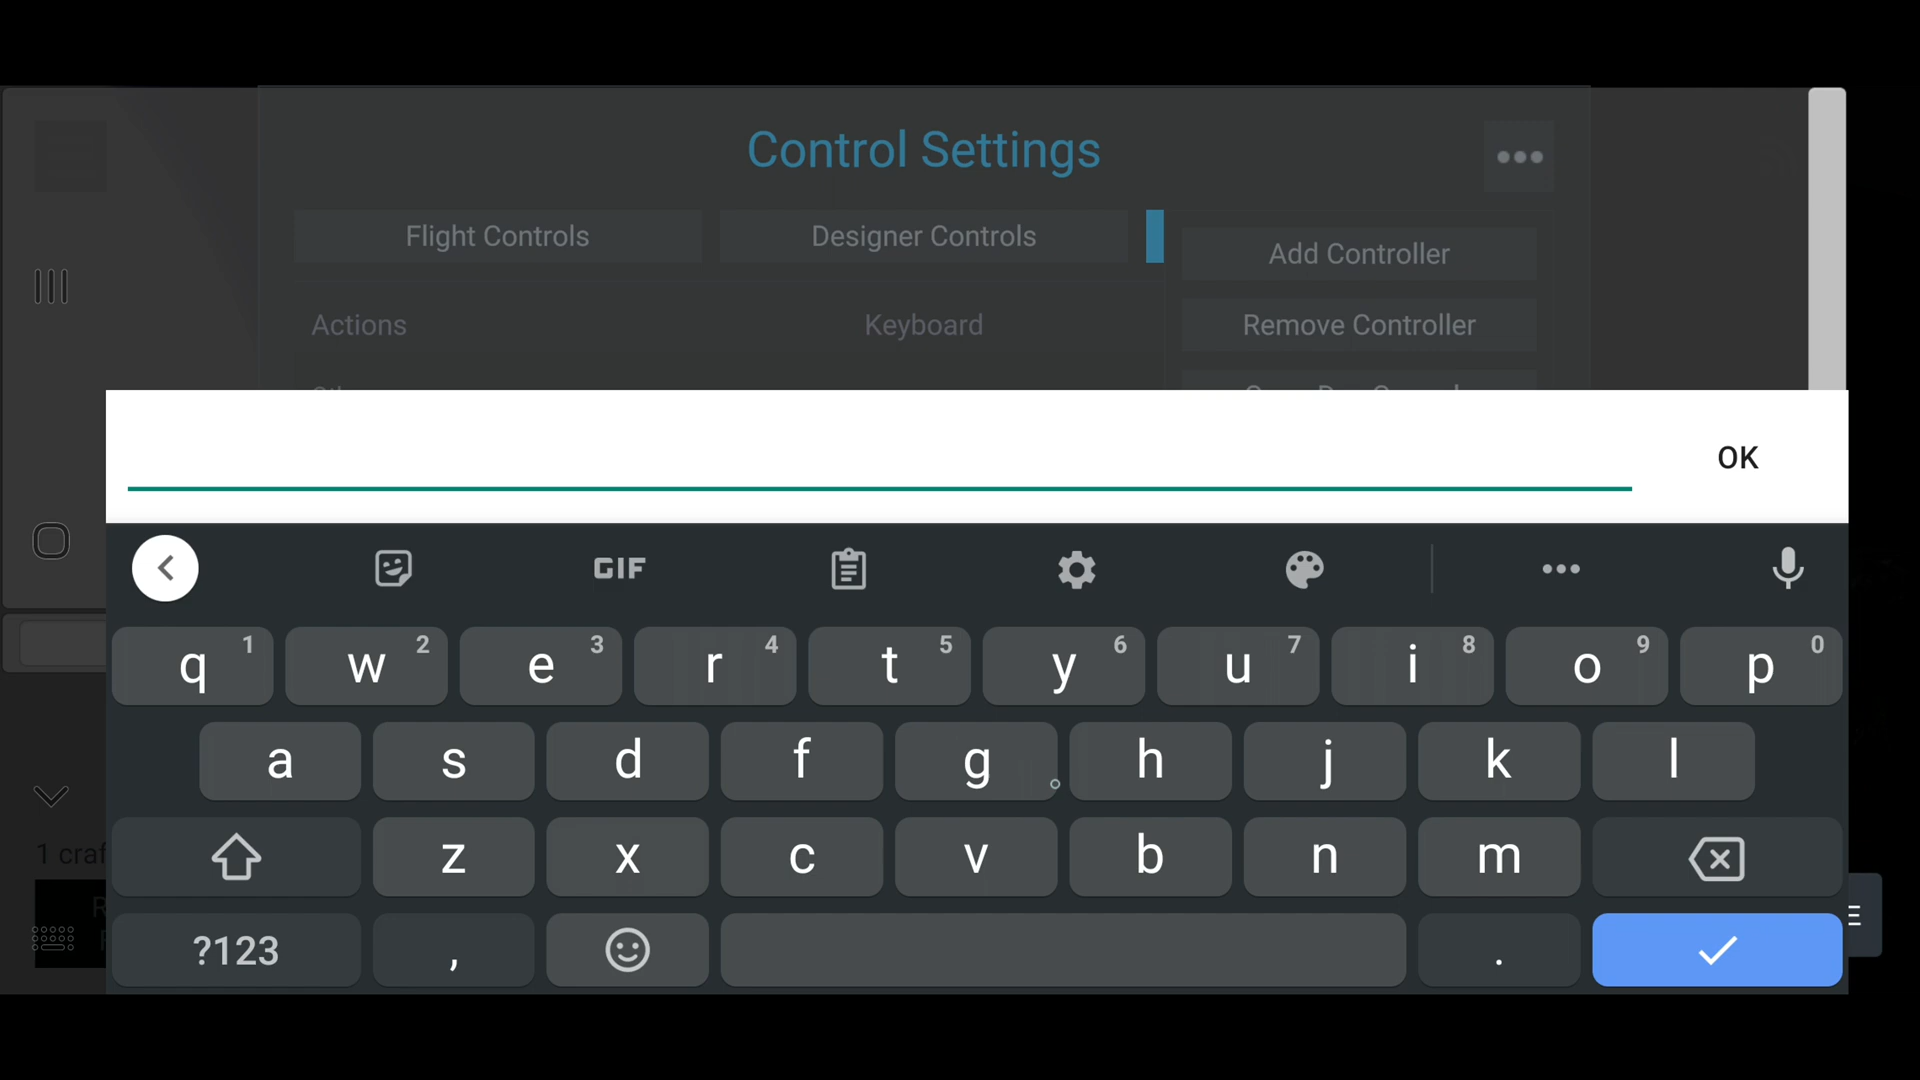 Control Settings
Flight Controls
Designer Controls
Add Controller
Actions
Keyboard
Remove Controller
OK
GIF
q 1 w 2 e 3 r 4 t 5 y 6 u 7 i 8 o 9 p 0
a s d f g h j k l
z x c v b n m
1 craf
?123 , .